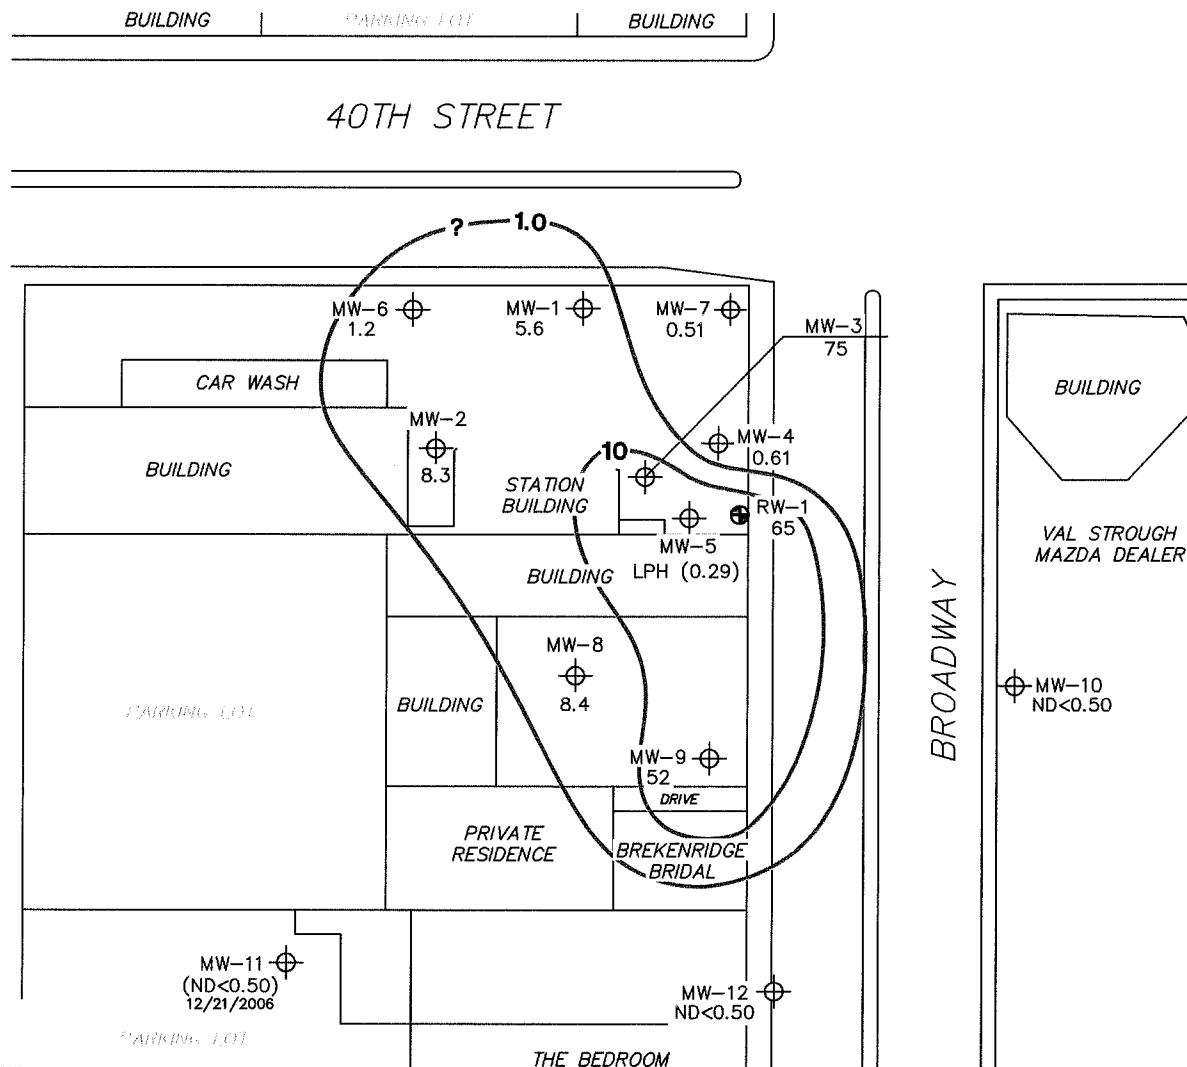 BUILDING
PARKING LOT
BUILDING
40TH STREET
?
1.0
MW-6
1.2
MW-1
5.6
MW-7
0.51
MW-3
75
CAR WASH
BUILDING
MW-2
8.3
BUILDING
10
MW-4
0.61
STATION
BUILDING
RW-1
65
MW-5
LPH (0.29)
VAL STROUGH
MAZDA DEALER
BUILDING
BROADWAY
MW-8
8.4
MW-10
ND<0.50
PARKING LOT
BUILDING
MW-9
52
DRIVE
PRIVATE
RESIDENCE
BREKENRIDGE
BRIDAL
MW-11
(ND<0.50)
12/21/2006
MW-12
ND<0.50
PARKING LOT
THE BEDROOM